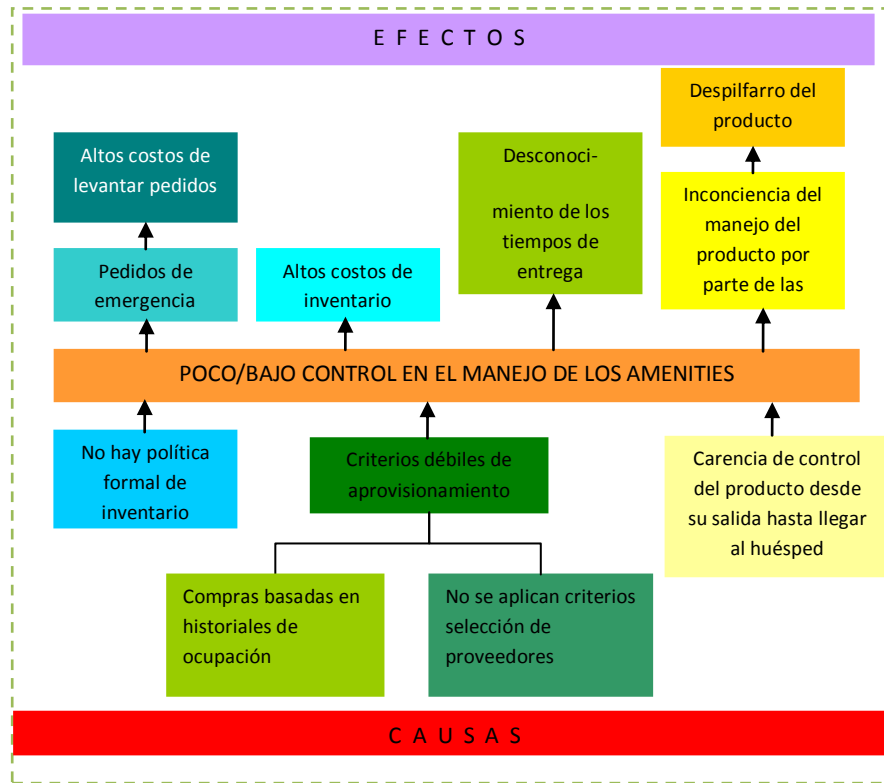 E F E C T O S
Despilfarro del
producto
Altos costos de
levantar pedidos
Desconoci-
miento de los
tiempos de
entrega
Inconciencia del
manejo del
producto por
parte de las
Pedidos de
emergencia
Altos costos de
inventario
POCO/BAJO CONTROL EN EL MANEJO DE LOS AMENITIES
No hay política
formal de
inventario
Criterios débiles de
aprovisionamiento
Carencia de control
del producto desde
su salida hasta llegar
al huésped
Compras basadas en
historiales de
ocupación
No se aplican criterios
selección de
proveedores
C A U S A S